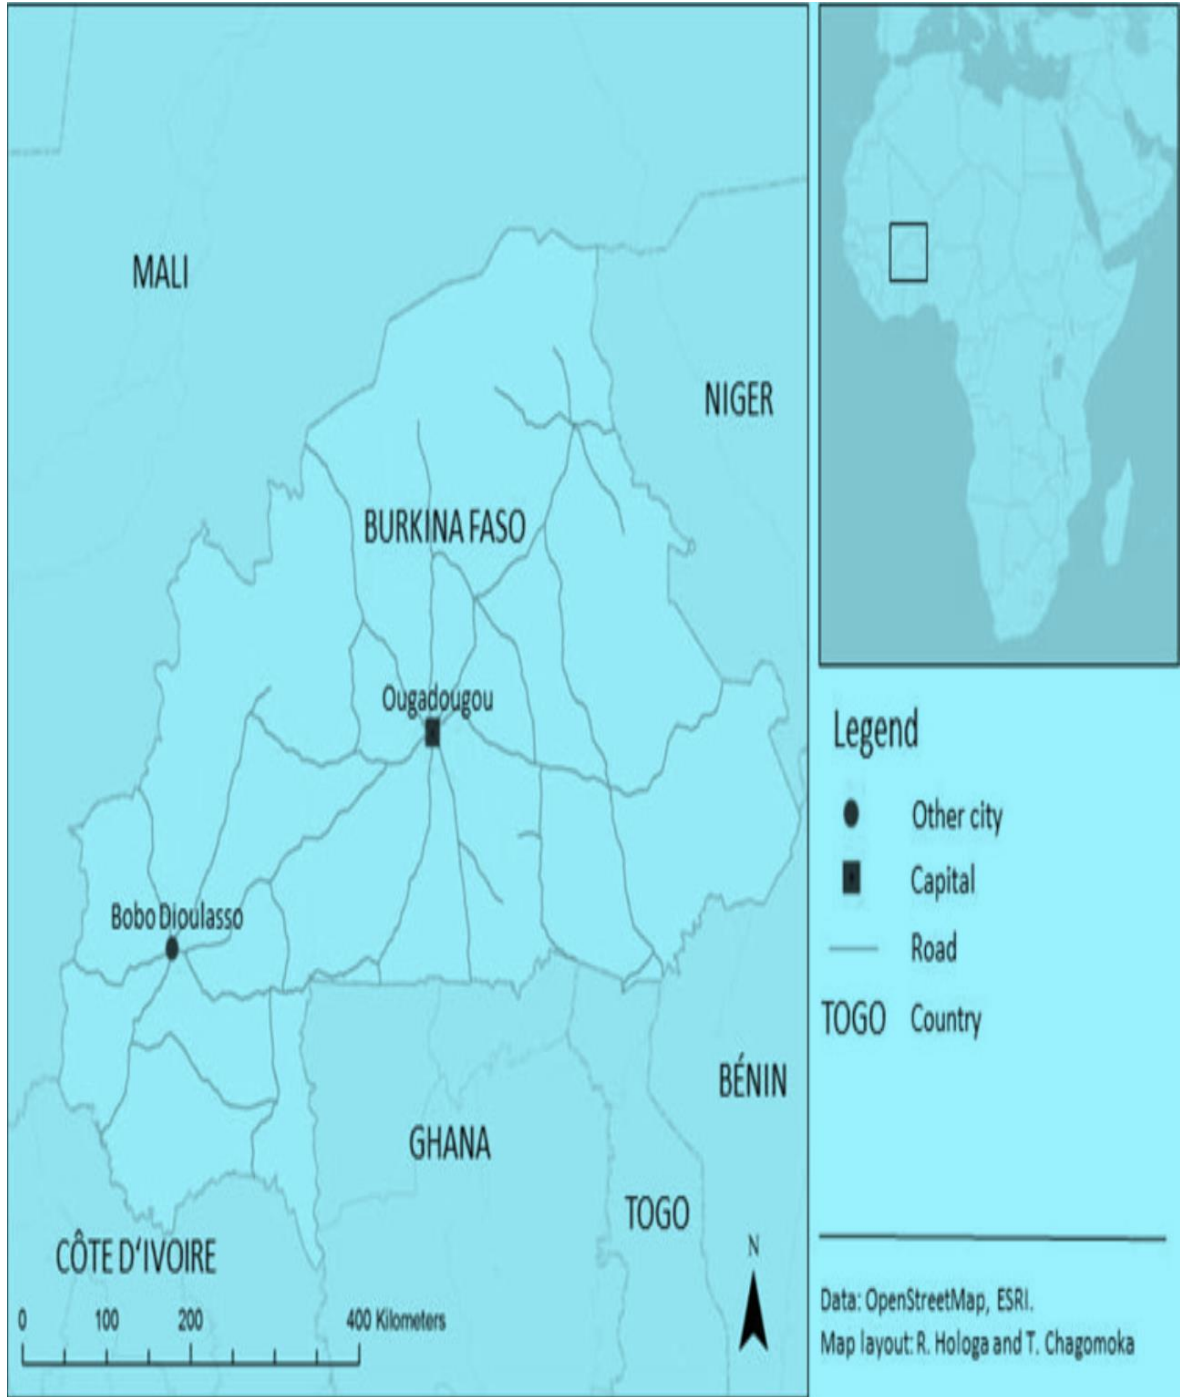 MALI
NIGER
BURKINA FASO
Ougadougou
Bobo Dioulasso
BÉNIN
GHANA
TOGO
CÔTE D'IVOIRE
N
0 100 200 400 Kilometers
Legend
Other city
Capital
Road
TOGO Country
Data: OpenStreetMap, ESRI.
Map layout: R. Hologa and T. Chagomoka